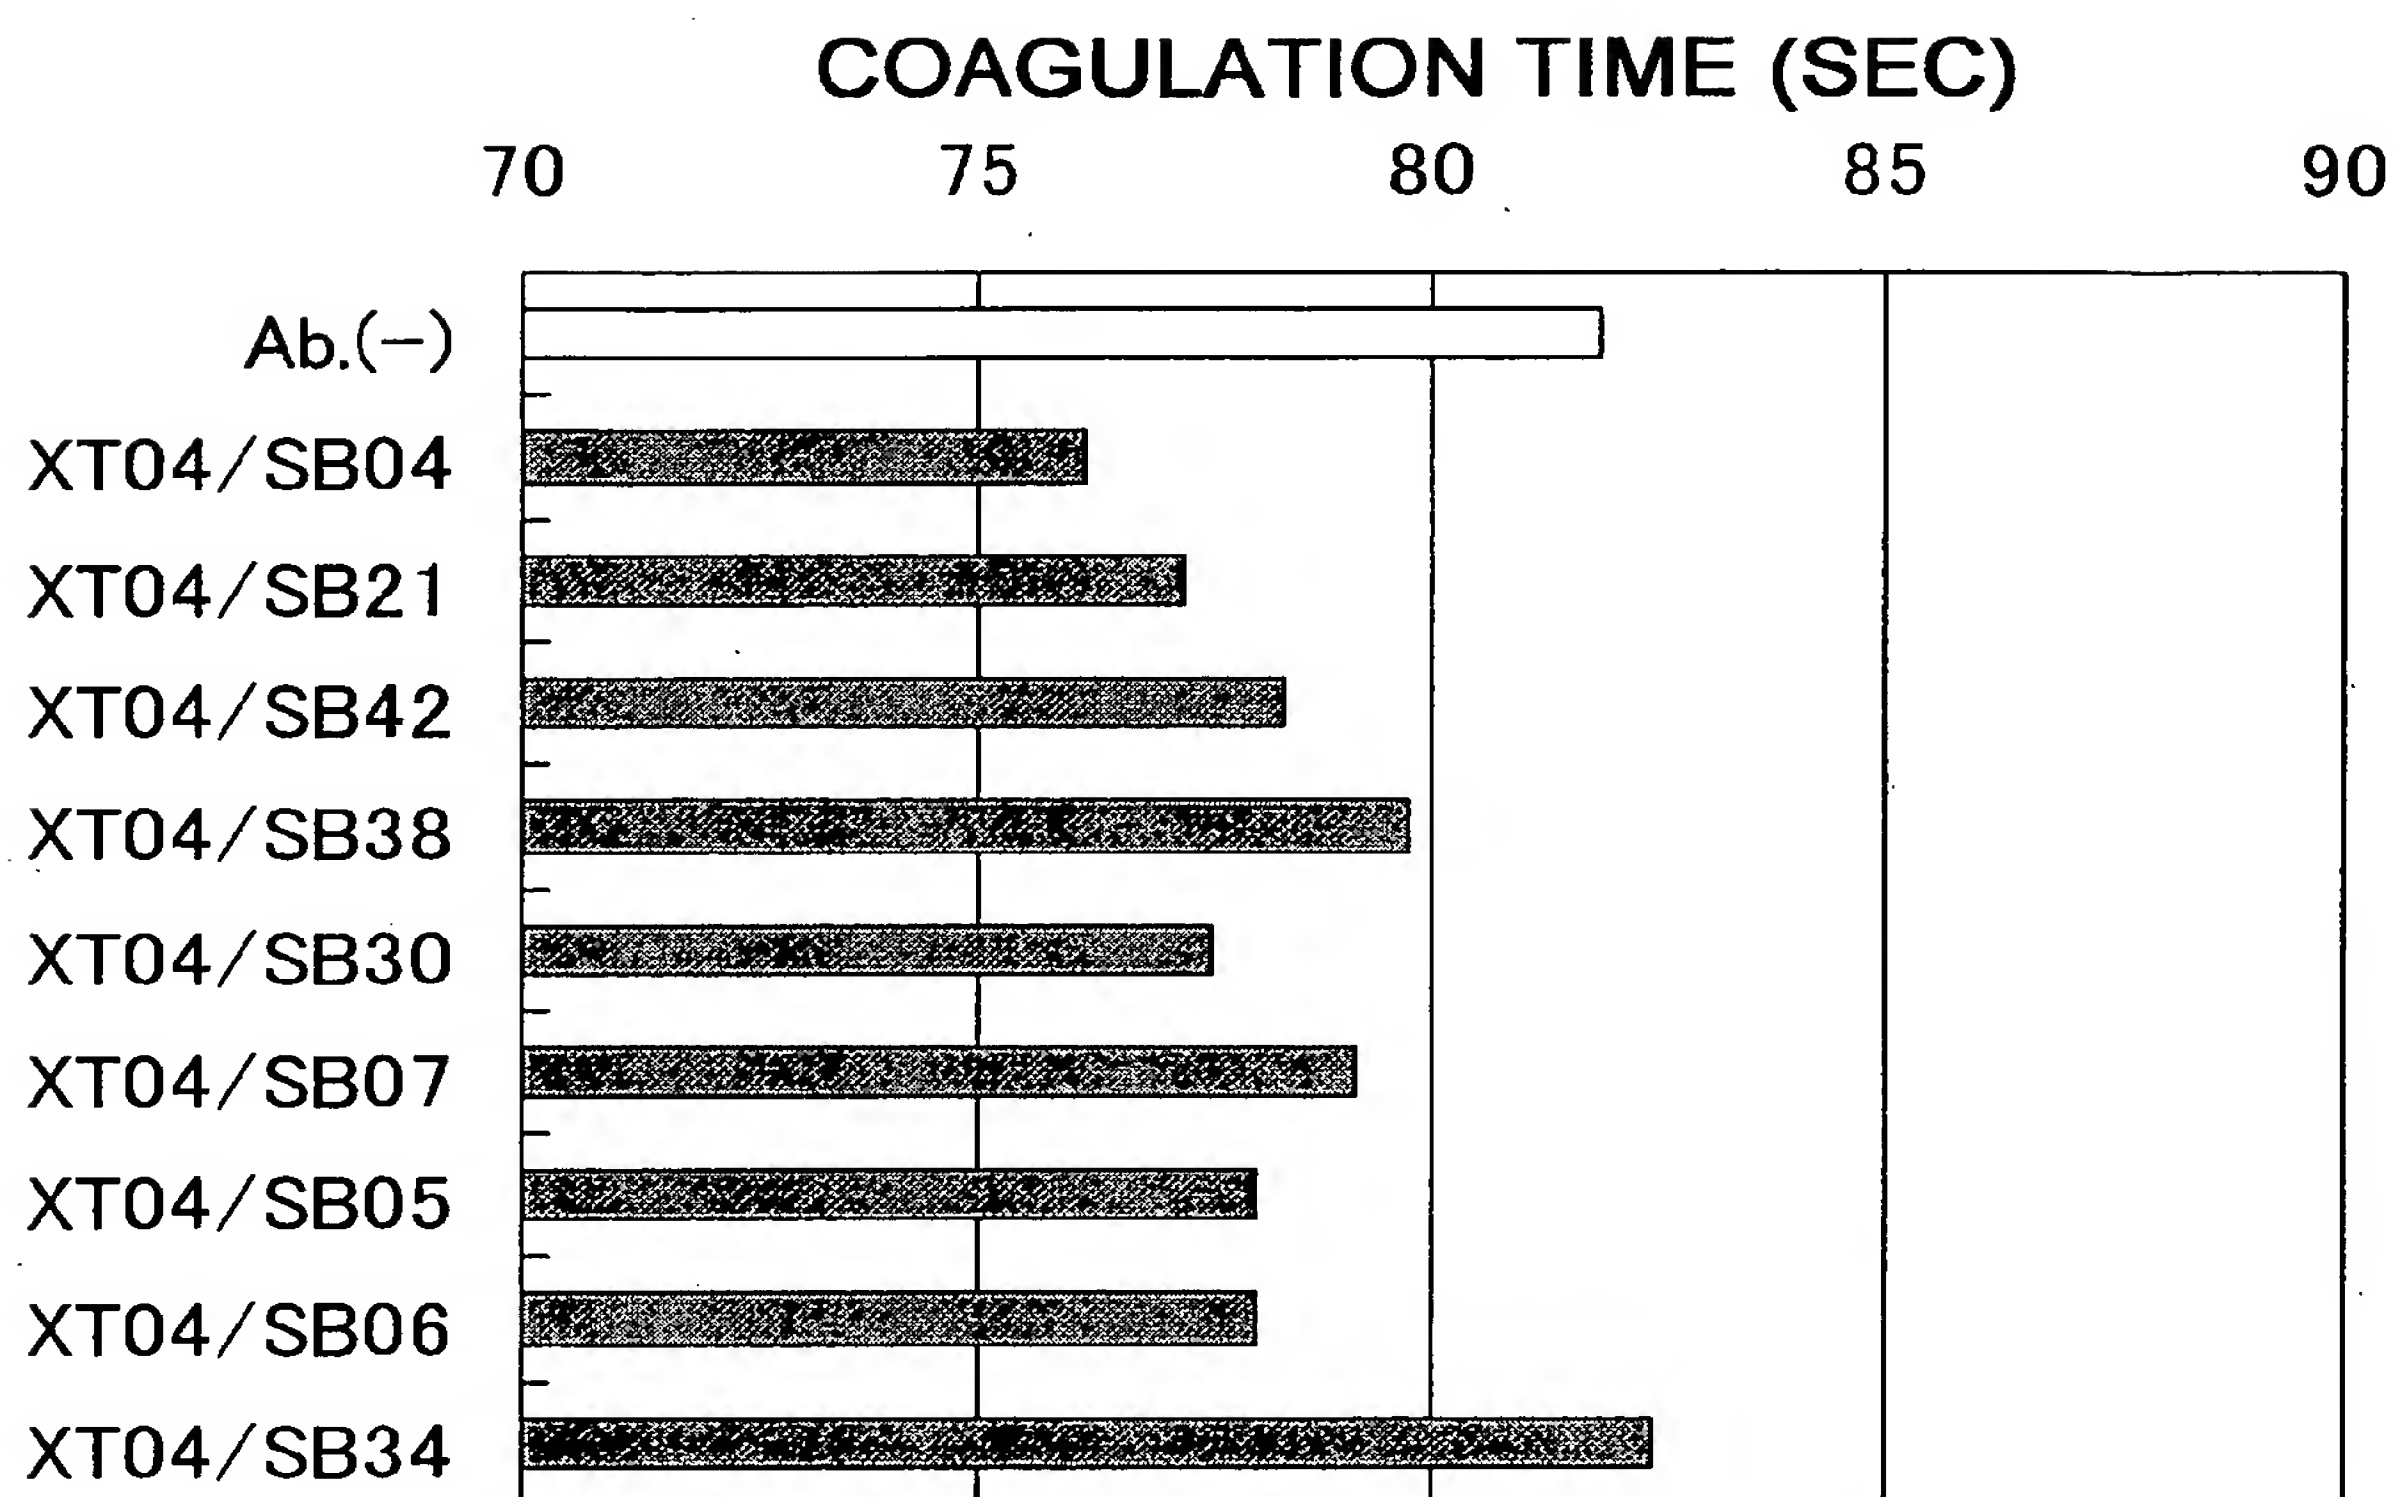 COAGULATION TIME (SEC)
70 75 80 85 90
Ab.(−)
XT04/SB04
XT04/SB21
XT04/SB42
XT04/SB38
XT04/SB30
XT04/SB07
XT04/SB05
XT04/SB06
XT04/SB34